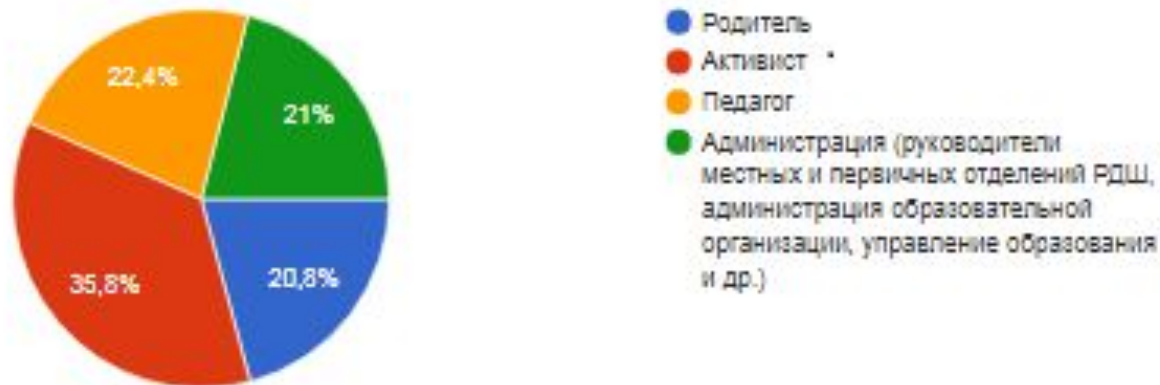 22,4%
21%
35,8%
20,8%
Родитель
Активист
Педагог
Администрация (руководители
местных и первичных отделений РДШ,
администрация образовательной
организации, управление образования
и др.)